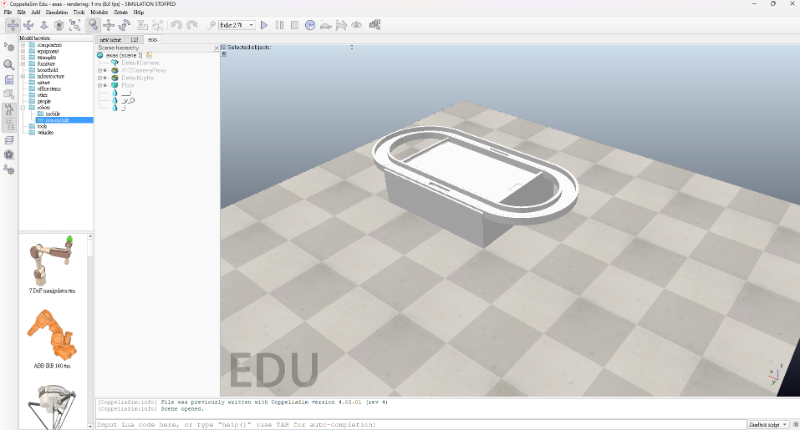 CoppeliaSim Edu - exas - rendering: 1 ms (8.0 fps) - SIMULATION STOPPED
File Edit Add Simulation Tools Modules Scenes Help
Bullet 2.78
Model browser
components
equipment
examples
furniture
household
infrastructure
nature
office items
other
people
robots
mobile
non-mobile
tools
vehicles
7 DoF manipulator.ttm
ABB IRB 140.ttm
new scene
exas
Scene hierarchy
exas (scene 3)
DefaultCamera
XYZCameraProxy
DefaultLights
Floor
Selected objects:
EDU
[CoppeliaSim:info] File was previously written with CoppeliaSim version 4.08.01 (rev 4)
[CoppeliaSim:info] Scene opened.
Input Lua code here, or type "help()" (use TAB for auto-completion)
Sandbox script